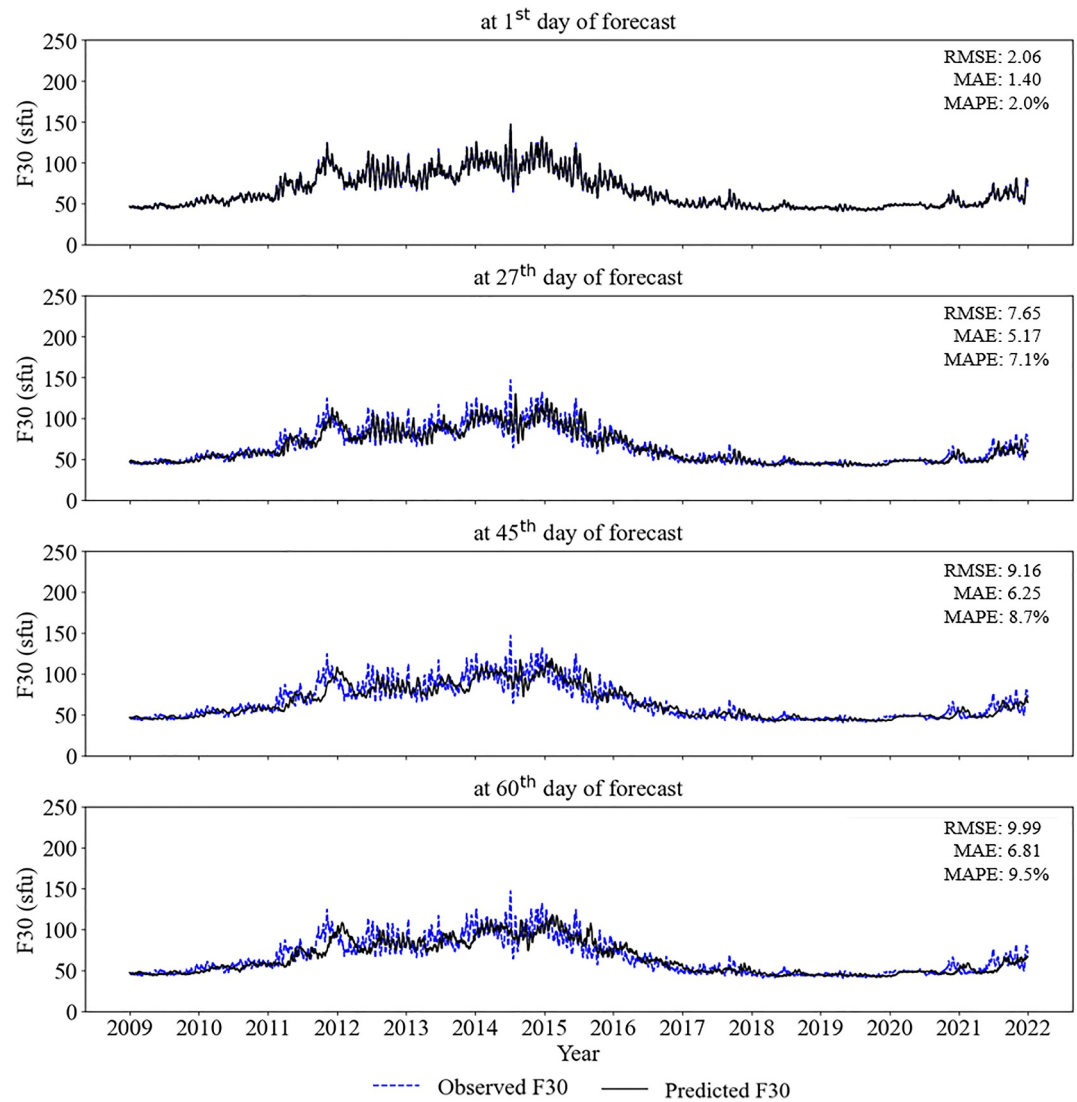 at 1st day of forecast
250
200
150
100
50
0
F30 (sfu)
RMSE: 2.06
MAE: 1.40
MAPE: 2.0%
at 27th day of forecast
250
200
150
100
50
0
F30 (sfu)
RMSE: 7.65
MAE: 5.17
MAPE: 7.1%
at 45th day of forecast
250
200
150
100
50
0
F30 (sfu)
RMSE: 9.16
MAE: 6.25
MAPE: 8.7%
at 60th day of forecast
250
200
150
100
50
0
F30 (sfu)
RMSE: 9.99
MAE: 6.81
MAPE: 9.5%
2009 2010 2011 2012 2013 2014 2015 2016 2017 2018 2019 2020 2021 2022
Year
Observed F30 Predicted F30